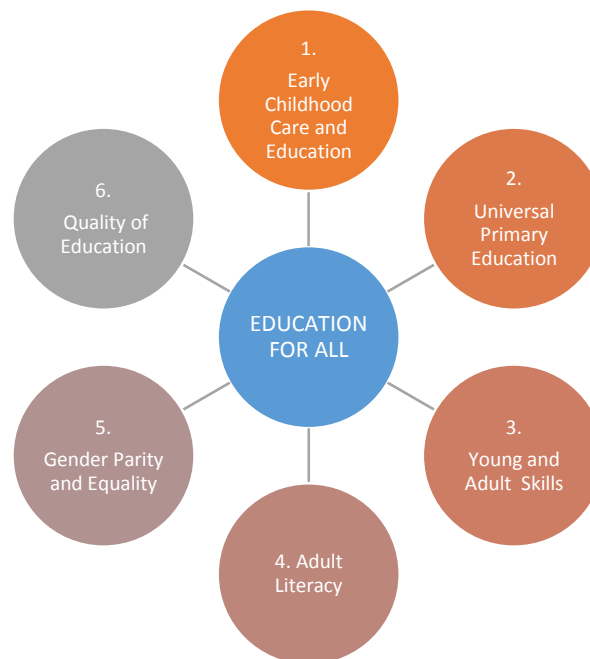 1.
Early
Childhood
Care and
Education
2.
Universal
Primary
Education
3.
Young and
Adult Skills
4. Adult
Literacy
5.
Gender Parity
and Equality
6.
Quality of
Education
EDUCATION
FOR ALL